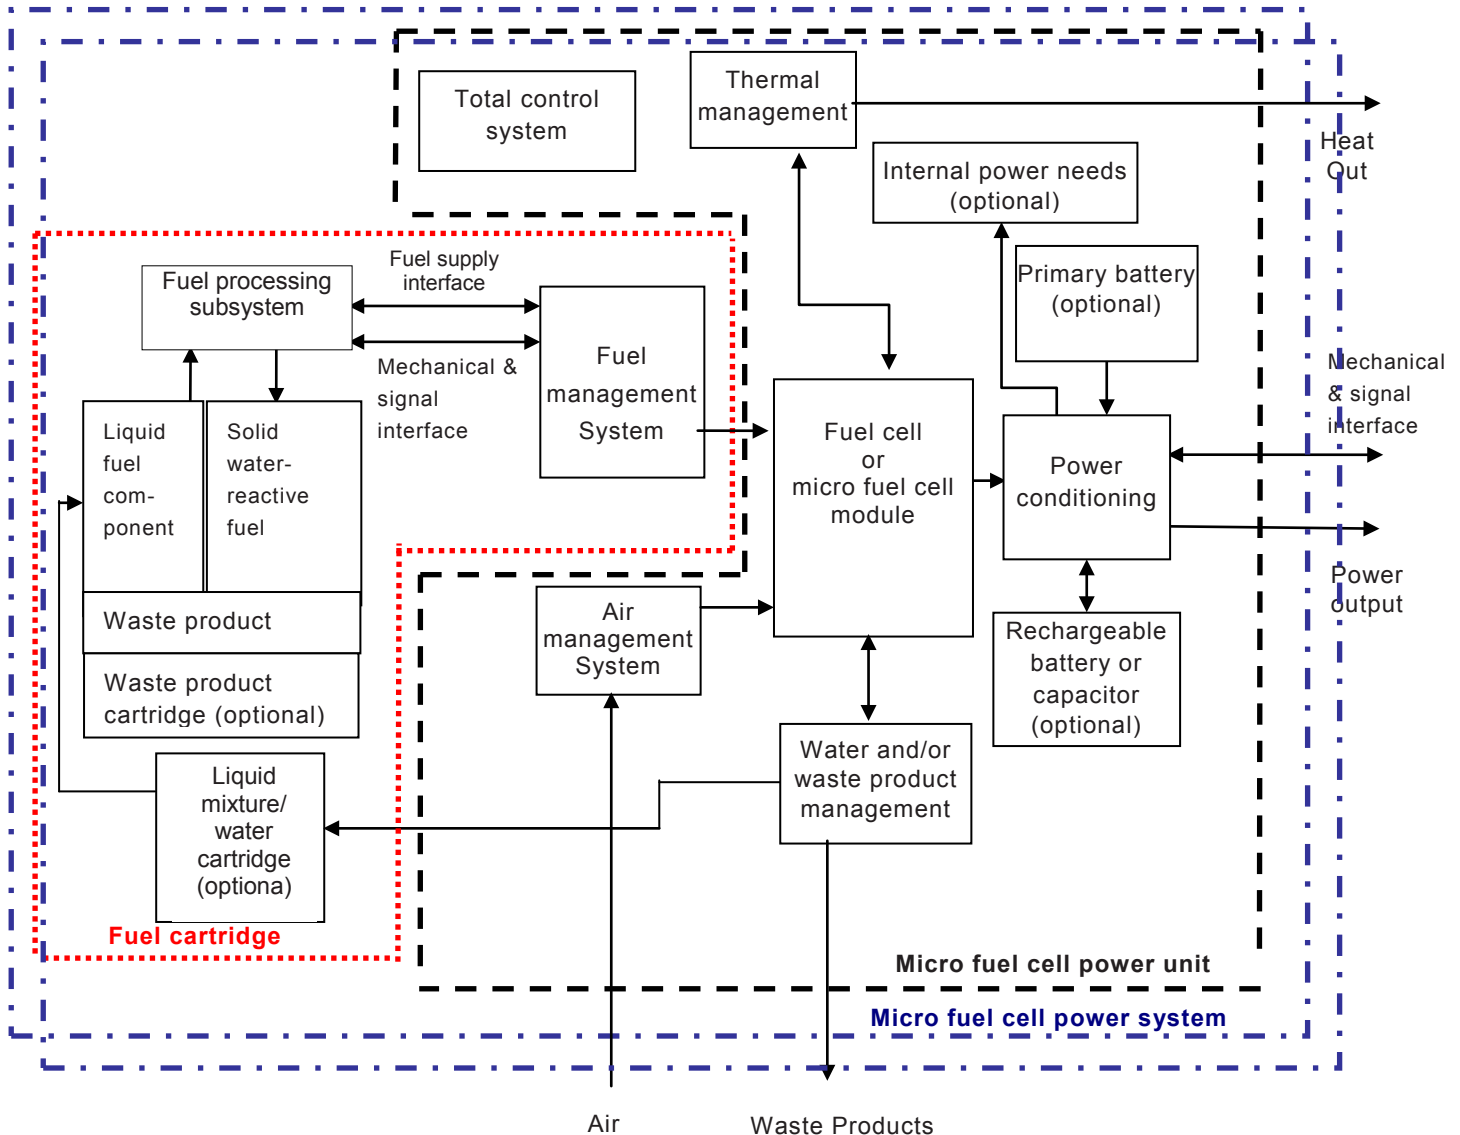 Total control
system
Thermal
management
Heat
Out
Internal power needs
(optional)
Primary battery
(optional)
Fuel processing
subsystem
Fuel supply
interface
Mechanical &
signal
interface
Fuel
management
System
Mechanical
& signal
interface
Liquid
fuel
com-
ponent
Solid
water-
reactive
fuel
Fuel cell
or
micro fuel cell
module
Power
conditioning
Power
output
Waste product
Waste product
cartridge (optional)
Air
management
System
Rechargeable
battery or
capacitor
(optional)
Liquid
mixture/
water
cartridge
(optiona)
Water and/or
waste product
management
Fuel cartridge
Micro fuel cell power unit
Micro fuel cell power system
Air
Waste Products